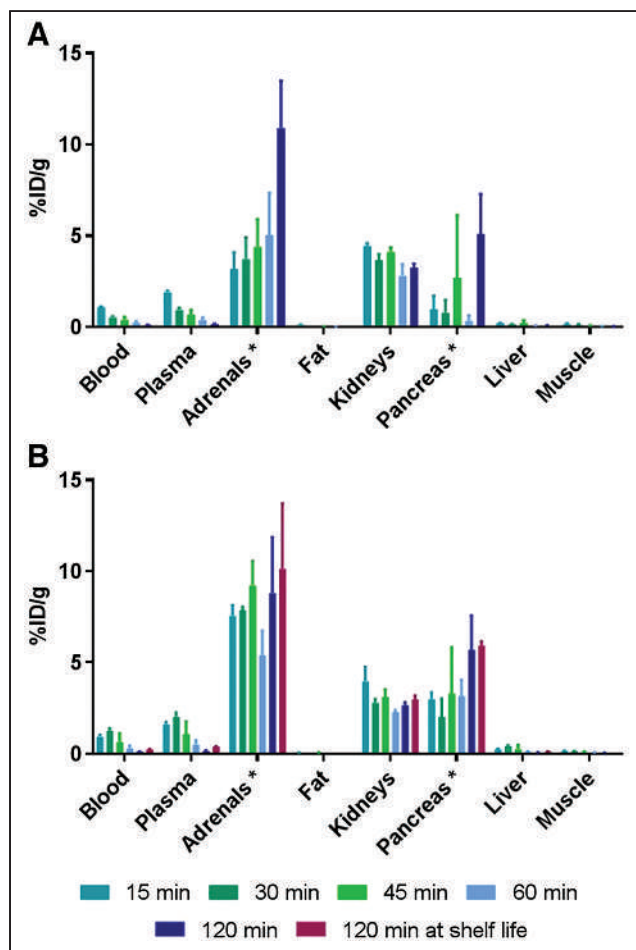 A
15
10
5
0
%ID/g
Blood
Plasma
Adrenals *
Fat
Kidneys
Pancreas *
Liver
Muscle
B
15
10
5
0
%ID/g
Blood
Plasma
Adrenals *
Fat
Kidneys
Pancreas *
Liver
Muscle
15 min 30 min 45 min 60 min
120 min 120 min at shelf life